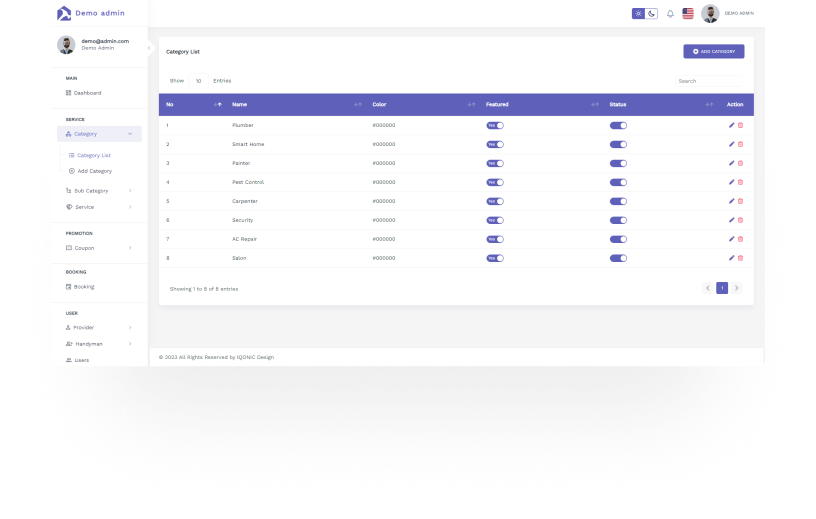 Demo admin
DEMO ADMIN
demo@admin.com
Demo Admin
MAIN
Dashboard
SERVICE
Category
Category List
Add Category
Sub Category
Service
PROMOTION
Coupon
BOOKING
Booking
USER
Provider
Handyman
Users
Category List
ADD CATEGORY
Show 10 Entries
Search
No Name Color Featured Status Action
1 Plumber #000000 Yes
2 Smart Home #000000 Yes
3 Painter #000000 Yes
4 Pest Control #000000 Yes
5 Carpenter #000000 Yes
6 Security #000000 Yes
7 AC Repair #000000 Yes
8 Salon #000000 Yes
Showing 1 to 8 of 8 entries
1
© 2023 All Rights Reserved by IQONIC Design